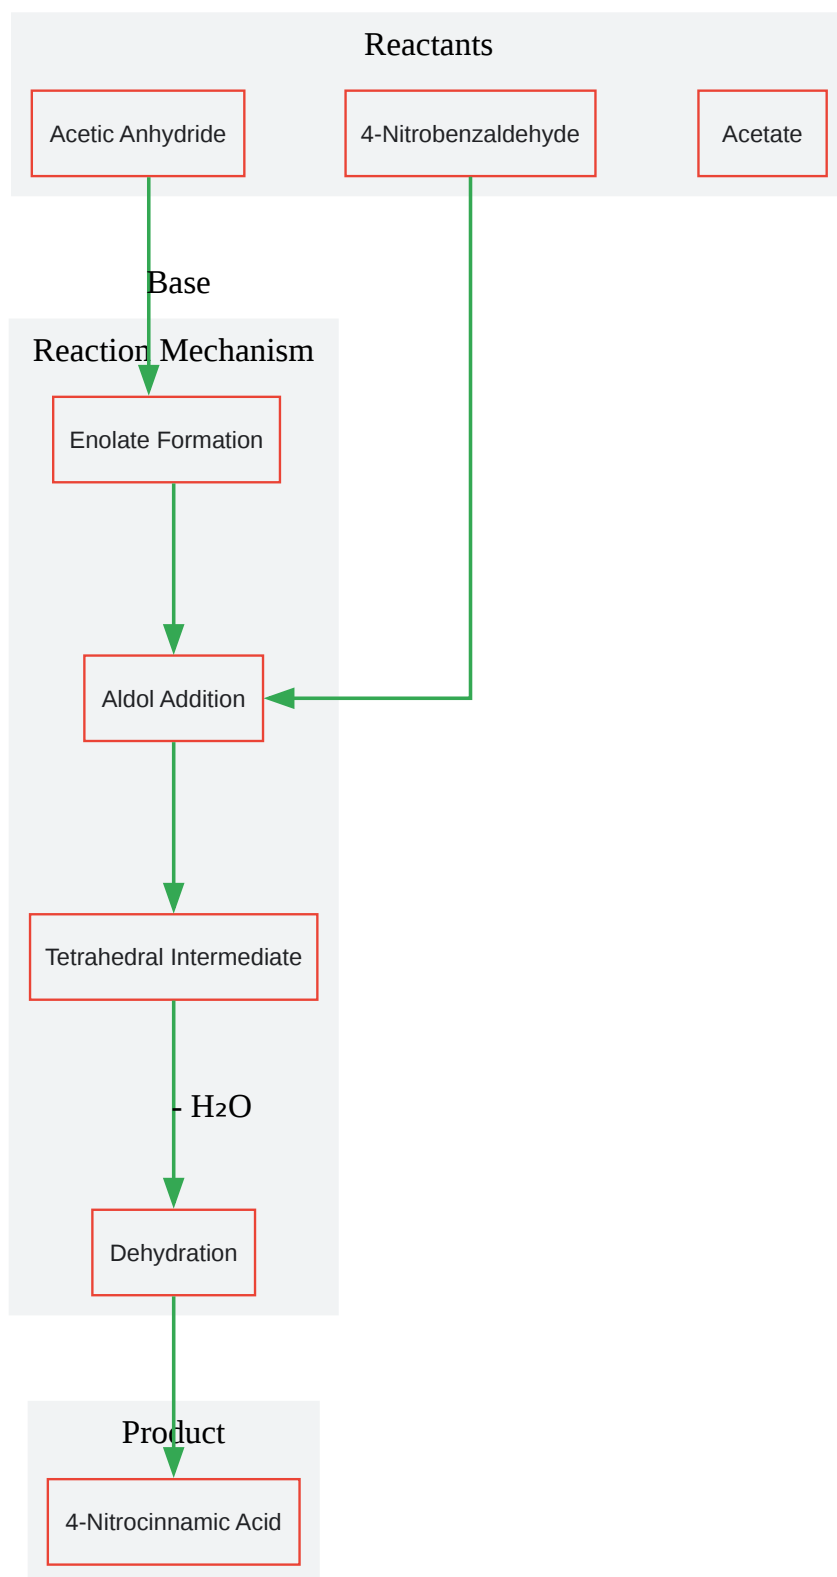 Reactants
Acetic Anhydride
4-Nitrobenzaldehyde
Acetate
Base
Reaction Mechanism
Enolate Formation
Aldol Addition
Tetrahedral Intermediate
- H₂O
Dehydration
Product
4-Nitrocinnamic Acid